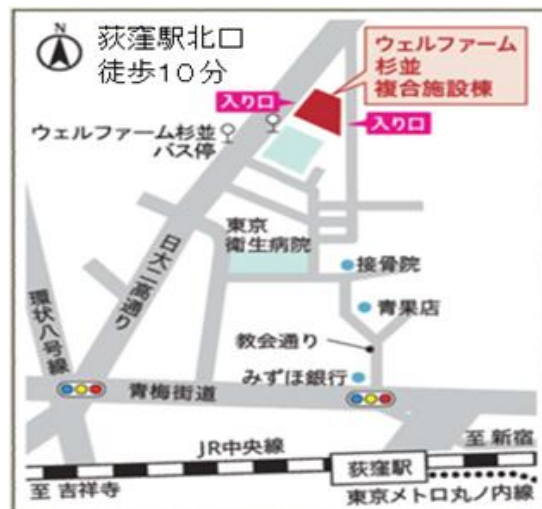 荻窪駅北口
徒歩10分
ウェルファーム
杉並
複合施設棟
入り口
入り口
ウェルファーム杉並
バス停
東京
衛生病院
日大二高通り
接骨院
環状八号線
青果店
教会通り
みずほ銀行
青梅街道
JR中央線
至 新宿
荻窪駅
至 吉祥寺
東京メトロ丸ノ内線